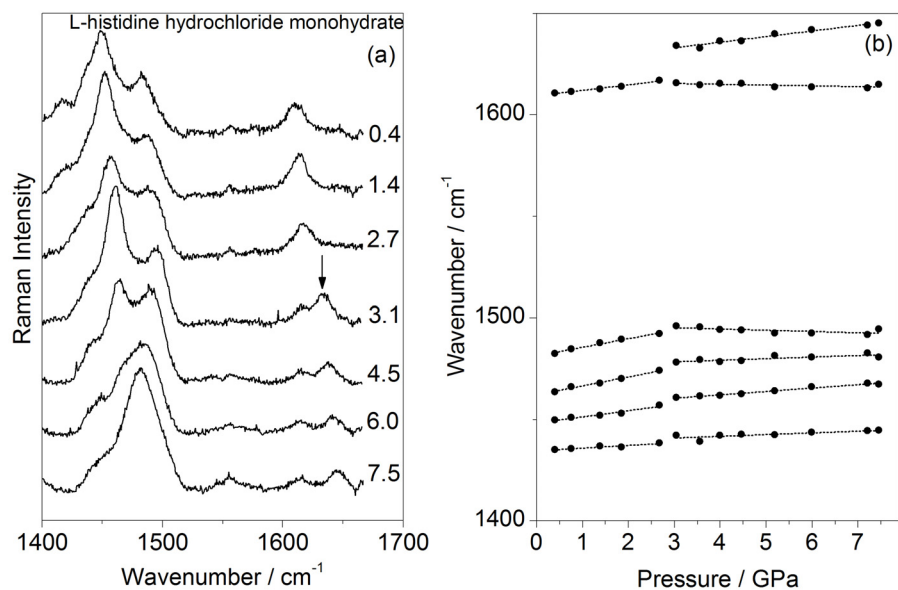 L-histidine hydrochloride monohydrate
(a)
0.4
1.4
2.7
3.1
4.5
6.0
7.5
Raman Intensity
1400 1500 1600 1700
Wavenumber / cm-1
(b)
1600
1500
1400
Wavenumber / cm-1
0 1 2 3 4 5 6 7
Pressure / GPa